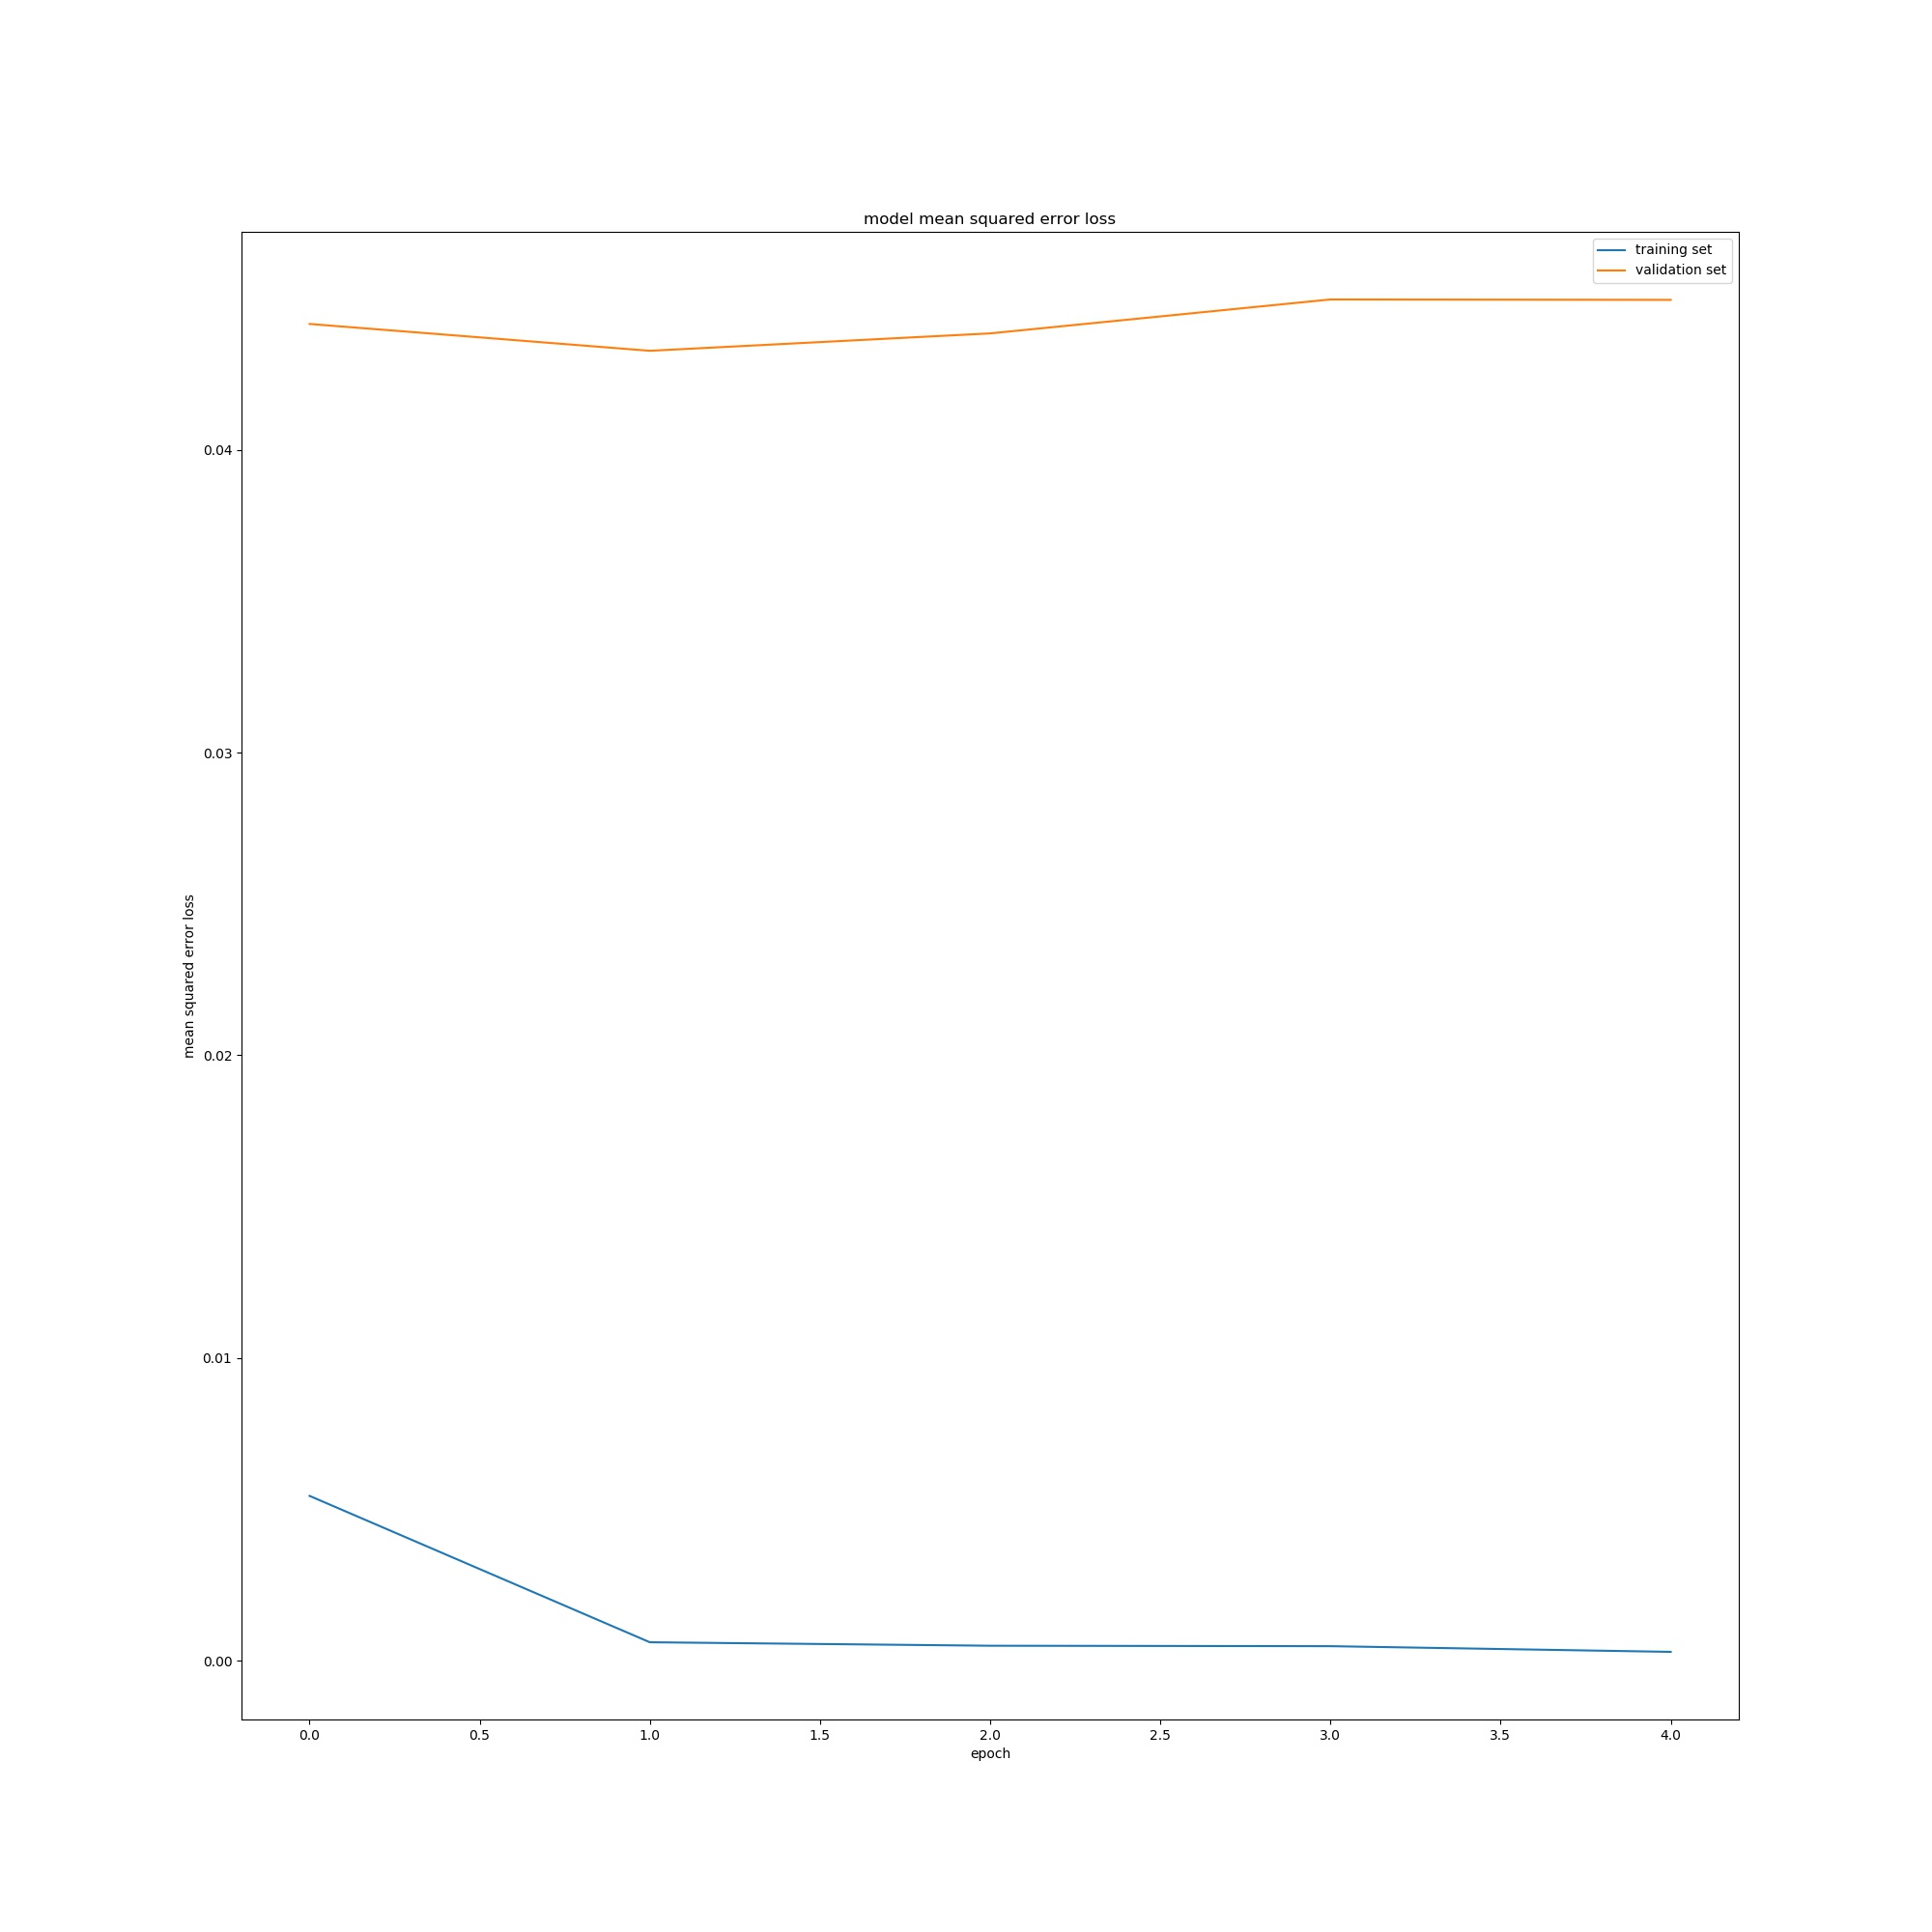 model mean squared error loss
training set
validation set
0.04
0.03
0.02
0.01
0.00
mean squared error loss
0.0 0.5 1.0 1.5 2.0 2.5 3.0 3.5 4.0
epoch